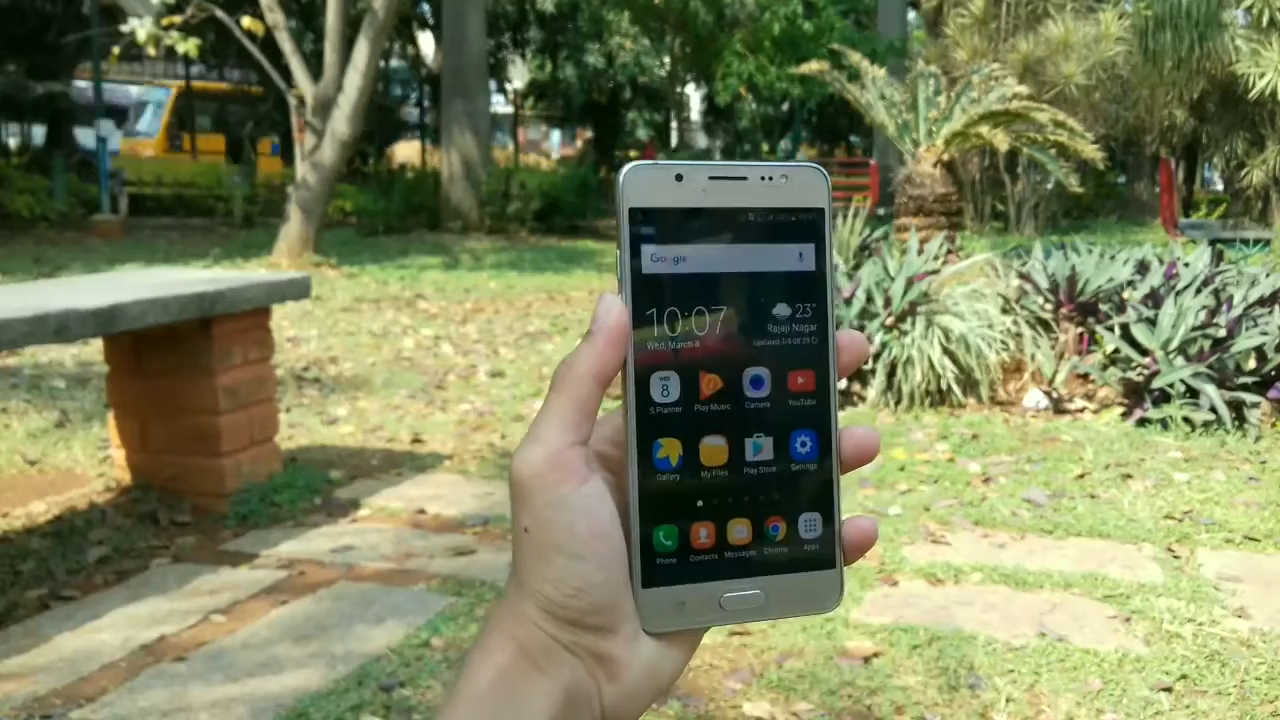 Google
10:07
Wed, March 8
23°
Rajaji Nagar
WED
8
S Planner
Play Music
Camera
YouTube
Gallery
My Files
Play Store
Settings
Phone
Contacts
Messages
Chrome
Apps